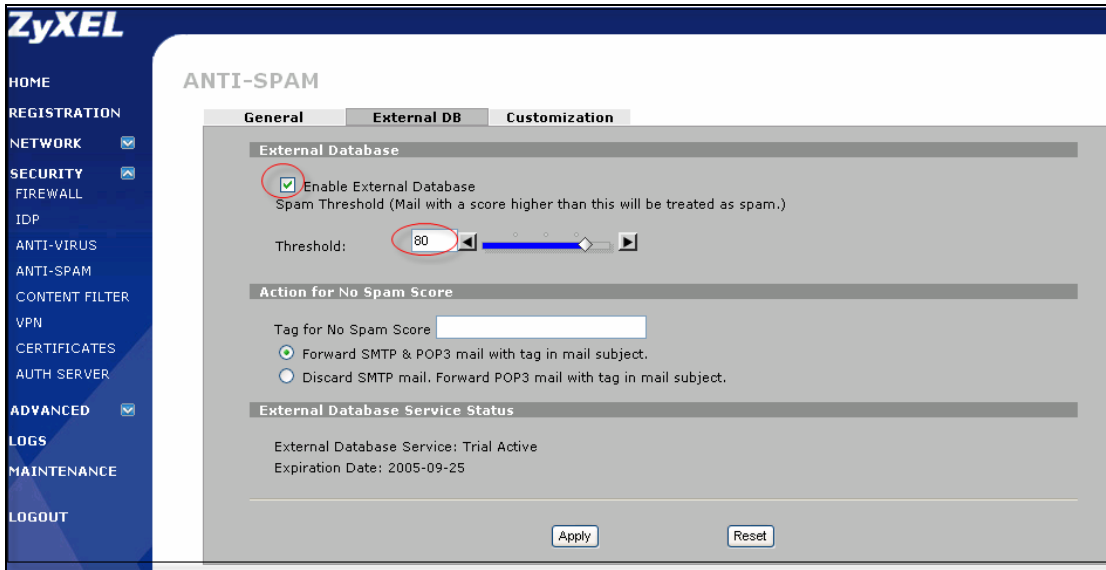 ZyXEL
HOME
REGISTRATION
NETWORK
SECURITY
FIREWALL
IDP
ANTI-VIRUS
ANTI-SPAM
CONTENT FILTER
VPN
CERTIFICATES
AUTH SERVER
ADVANCED
LOGS
MAINTENANCE
LOGOUT
ANTI-SPAM
General External DB Customization
External Database
Enable External Database
Spam Threshold (Mail with a score higher than this will be treated as spam.)
Threshold: 80
Action for No Spam Score
Tag for No Spam Score
Forward SMTP & POP3 mail with tag in mail subject.
Discard SMTP mail. Forward POP3 mail with tag in mail subject.
External Database Service Status
External Database Service: Trial Active
Expiration Date: 2005-09-25
Apply Reset